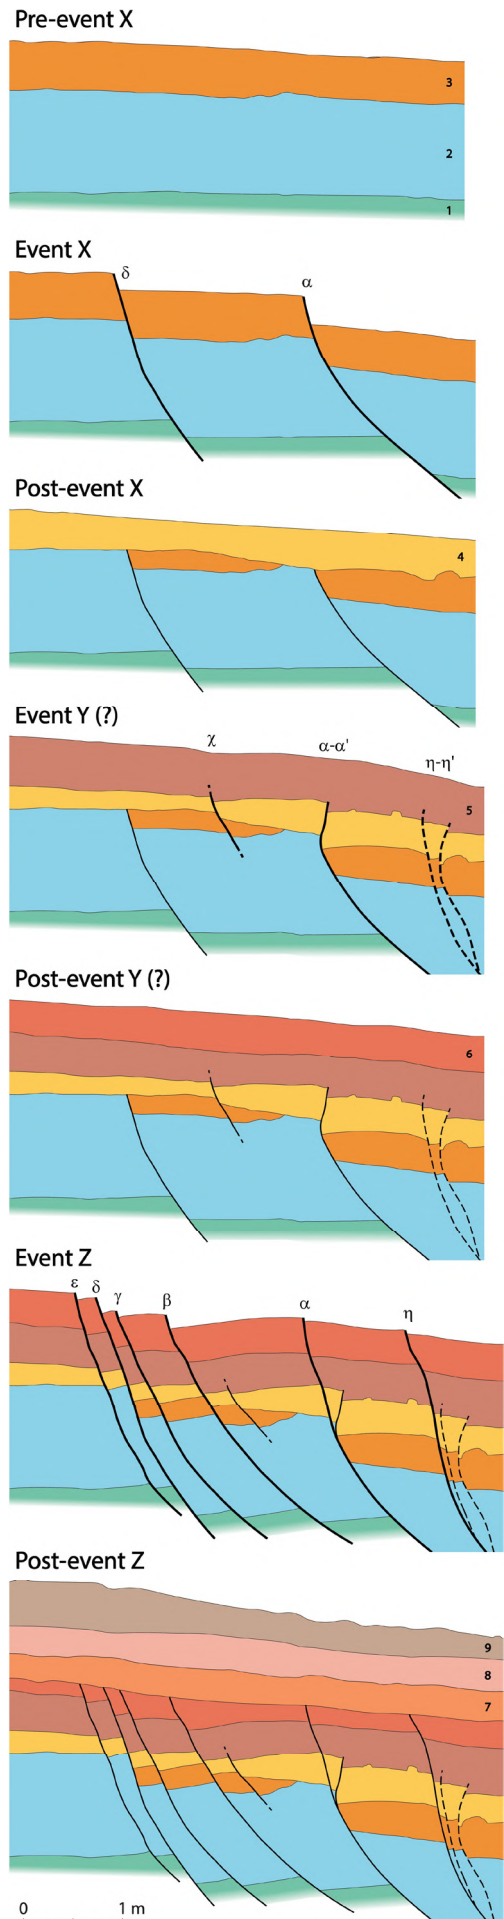 Pre-event X
3
2
1
Event X
δ α
Post-event X
4
Event Y (?)
χ α-α' η-η'
5
Post-event Y (?)
6
Event Z
ε δ γ β α η
Post-event Z
9
8
7
0 1 m